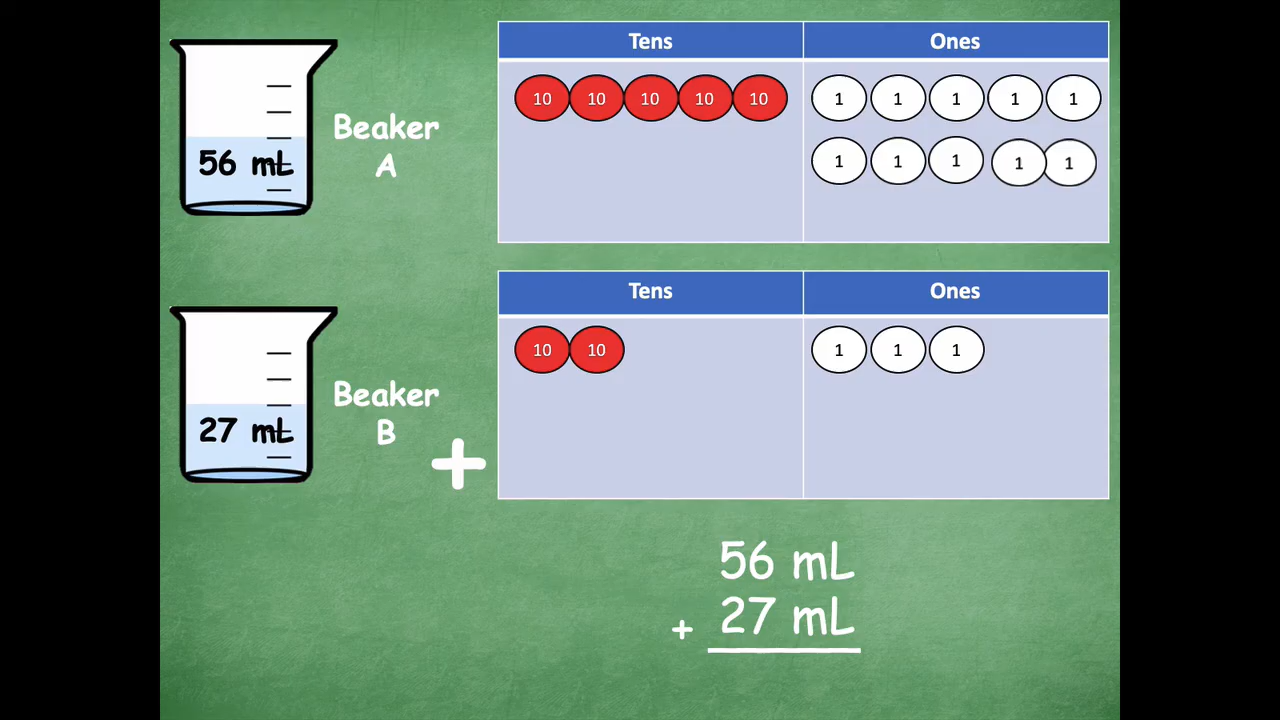 Tens Ones
10 10 10 10 10 1 1 1 1 1
1 1 1 1 1
56 mL
Beaker
A
Tens Ones
10 10 1 1 1
27 mL
Beaker
B
+
56 mL
+ 27 mL